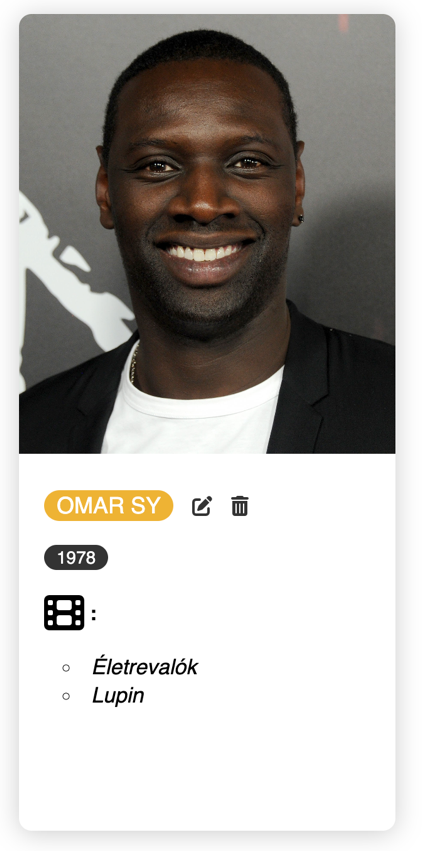 OMAR SY
1978
:
Életrevalók
Lupin